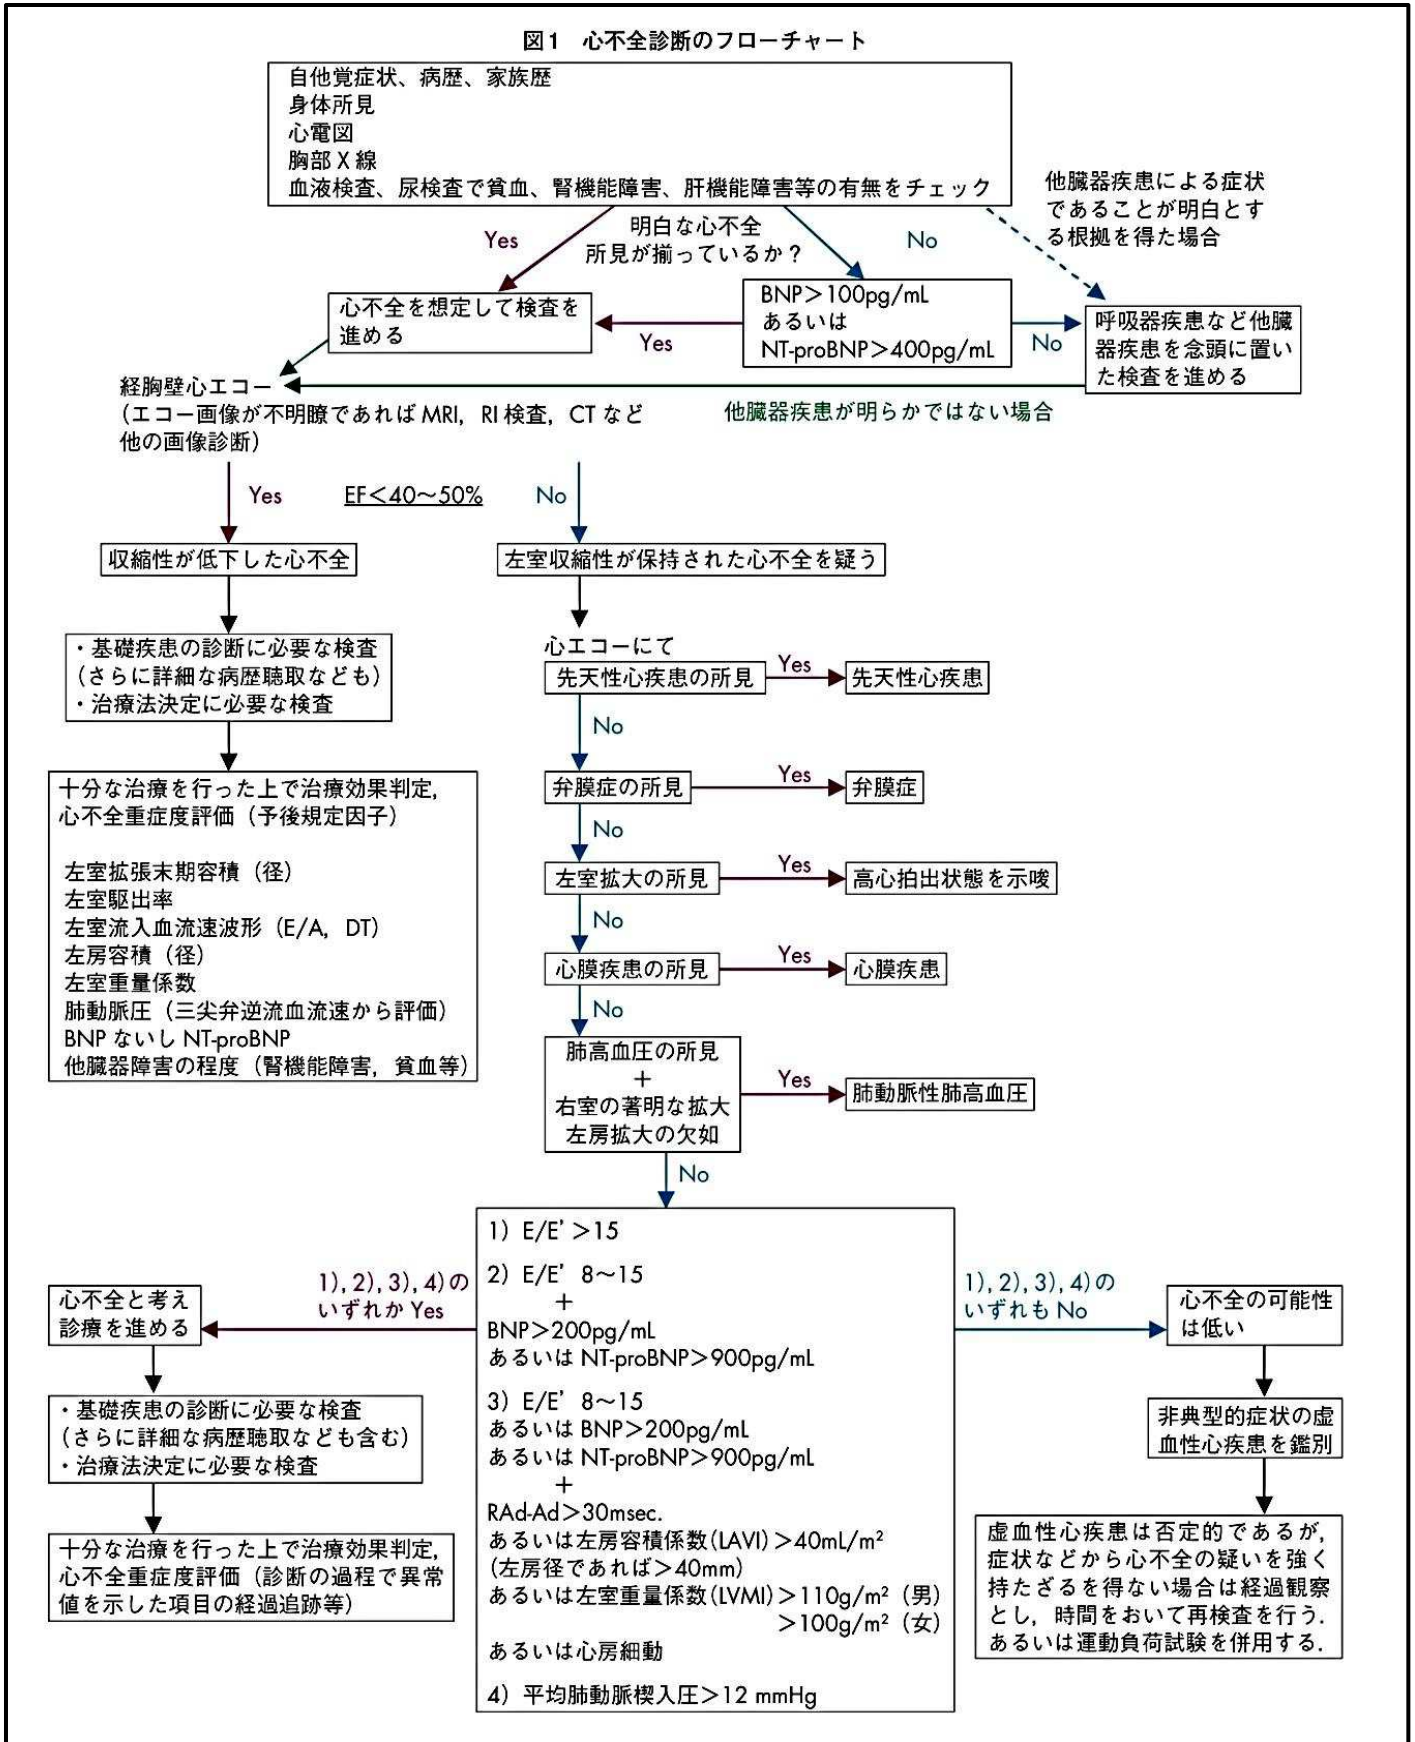 図1 心不全診断のフローチャート
自他覚症状、病歴、家族歴
身体所見
心電図
胸部 X 線
血液検査、尿検査で貧血、腎機能障害、肝機能障害等の有無をチェック
他臓器疾患による症状
であることが明白とす
る根拠を得た場合
Yes
明白な心不全
所見が揃っているか？
No
心不全を想定して検査を
進める
Yes
BNP＞100pg/mL
あるいは
NT-proBNP＞400pg/mL
No
呼吸器疾患など他臓
器疾患を念頭に置い
た検査を進める
他臓器疾患が明らかではない場合
経胸壁心エコー
（エコー画像が不明瞭であれば MRI，RI 検査，CT など
他の画像診断）
Yes
EF＜40～50%
No
収縮性が低下した心不全
・基礎疾患の診断に必要な検査
（さらに詳細な病歴聴取なども）
・治療法決定に必要な検査
十分な治療を行った上で治療効果判定，
心不全重症度評価（予後規定因子）
左室拡張末期容積（径）
左室駆出率
左室流入血流速波形（E/A，DT）
左房容積（径）
左室重量係数
肺動脈圧（三尖弁逆流血流速から評価）
BNP ないし NT-proBNP
他臓器障害の程度（腎機能障害，貧血等）
左室収縮性が保持された心不全を疑う
心エコーにて
先天性心疾患の所見
Yes
先天性心疾患
No
弁膜症の所見
Yes
弁膜症
No
左室拡大の所見
Yes
高心拍出状態を示唆
No
心膜疾患の所見
Yes
心膜疾患
No
肺高血圧の所見
＋
右室の著明な拡大
左房拡大の欠如
Yes
肺動脈性肺高血圧
No
1）E/E'＞15
2）E/E' 8～15
＋
BNP＞200pg/mL
あるいは NT-proBNP＞900pg/mL
3）E/E' 8～15
あるいは BNP＞200pg/mL
あるいは NT-proBNP＞900pg/mL
＋
RAd-Ad＞30msec.
あるいは左房容積係数(LAVI)＞40mL/m²
(左房径であれば＞40mm)
あるいは左室重量係数(LVMI)＞110g/m²（男）
＞100g/m²（女）
あるいは心房細動
4）平均肺動脈楔入圧＞12 mmHg
1), 2), 3), 4)の
いずれか Yes
心不全と考え
診療を進める
・基礎疾患の診断に必要な検査
（さらに詳細な病歴聴取なども含む）
・治療法決定に必要な検査
十分な治療を行った上で治療効果判定，
心不全重症度評価（診断の過程で異常
値を示した項目の経過追跡等）
1), 2), 3), 4)の
いずれも No
心不全の可能性
は低い
非典型的症状の虚
血性心疾患を鑑別
虚血性心疾患は否定的であるが，
症状などから心不全の疑いを強く
持たざるを得ない場合は経過観察
とし，時間をおいて再検査を行う．
あるいは運動負荷試験を併用する．